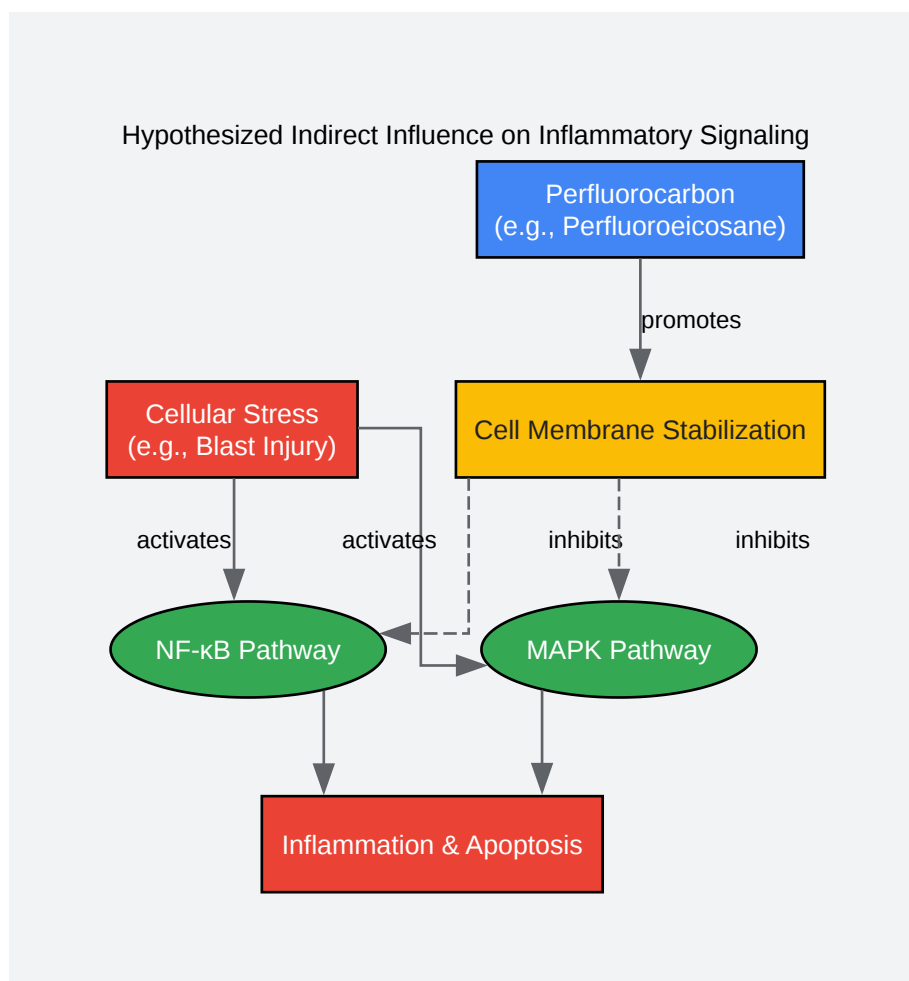 Hypothesized Indirect Influence on Inflammatory Signaling
Perfluorocarbon
(e.g., Perfluoroeicosane)
promotes
Cellular Stress
(e.g., Blast Injury)
Cell Membrane Stabilization
activates
activates
inhibits
inhibits
NF-κB Pathway
MAPK Pathway
Inflammation & Apoptosis